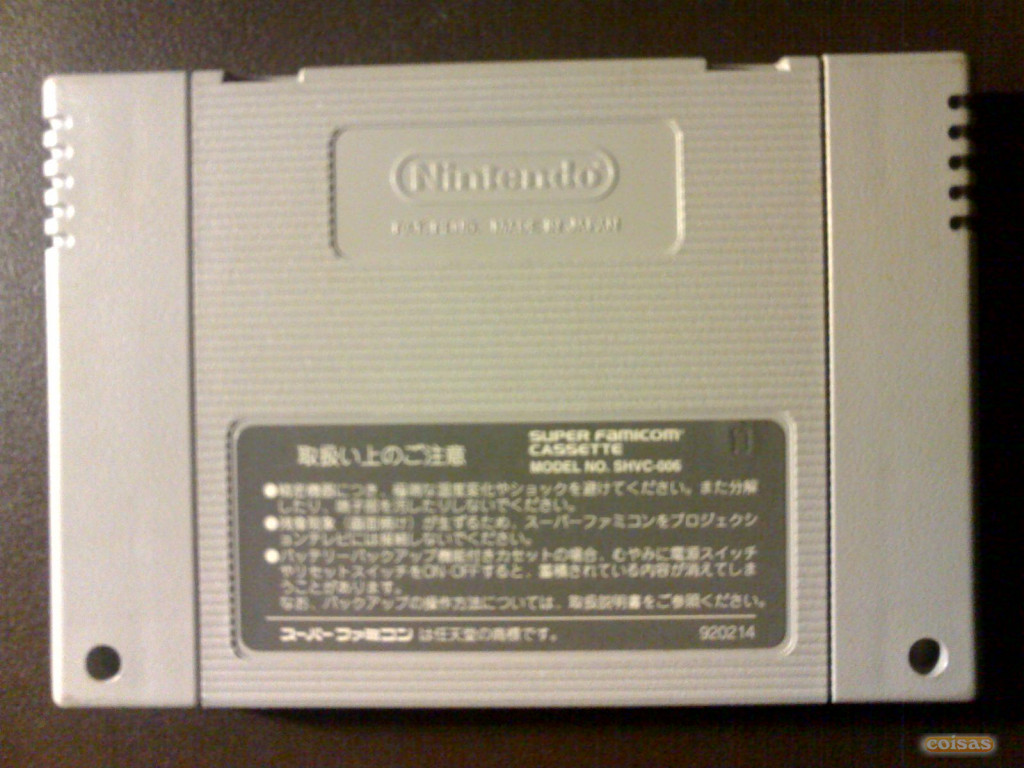 Nintendo
MADE IN JAPAN
取扱い上のご注意
SUPER FAMICOM
CASSETTE
MODEL NO. SHVC-006
●精密機器につき、極端な温度変化やショックを避けてください。また分解
したり、端子部を汚したりしないでください。
●残像現象（画面焼け）が生ずるため、スーパーファミコンをプロジェクシ
ョンテレビには接続しないでください。
●バッテリーバックアップ機能付きカセットの場合、むやみに電源スイッチ
やリセットスイッチをON・OFFすると、蓄積されている内容が消えてしま
うことがあります。
なお、バックアップの操作方法については、取扱説明書をご参照ください。
スーパーファミコンは任天堂の商標です。 920214
coisas